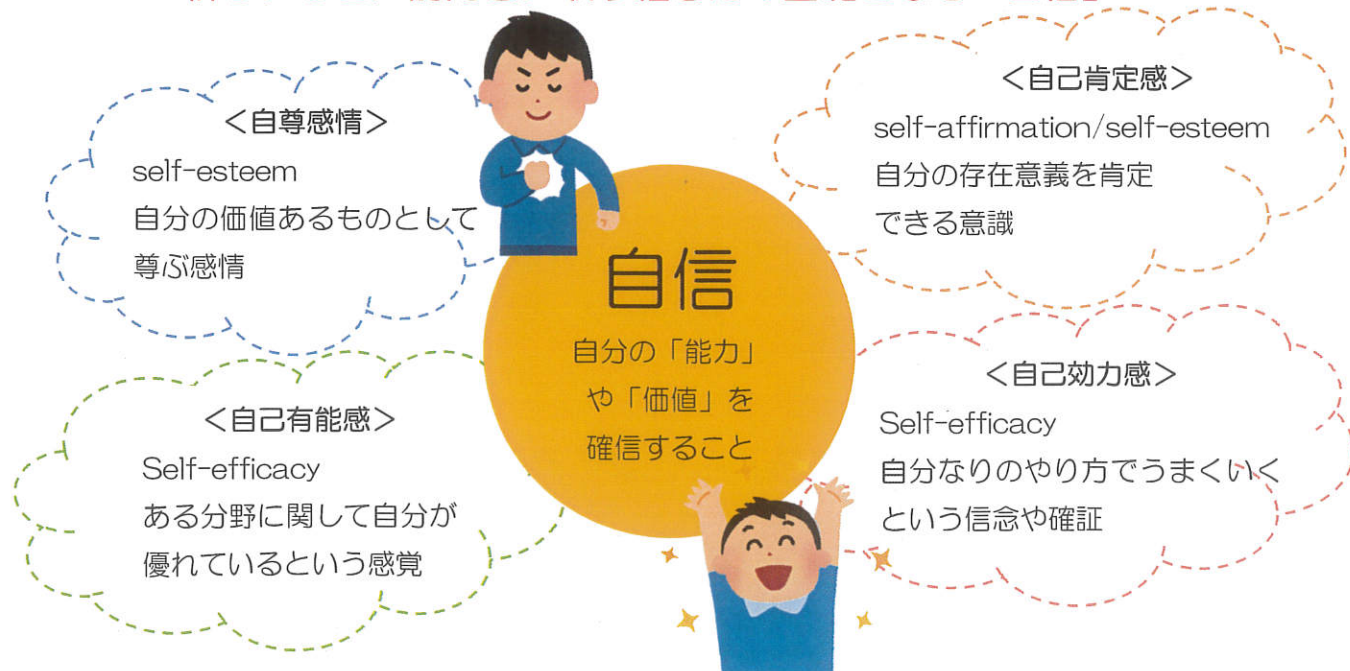 ＜自尊感情＞
self-esteem
自分の価値あるものとして
尊ぶ感情
＜自己肯定感＞
self-affirmation/self-esteem
自分の存在意義を肯定
できる意識
自信
自分の「能力」
や「価値」を
確信すること
＜自己有能感＞
Self-efficacy
ある分野に関して自分が
優れているという感覚
＜自己効力感＞
Self-efficacy
自分なりのやり方でうまくいく
という信念や確証